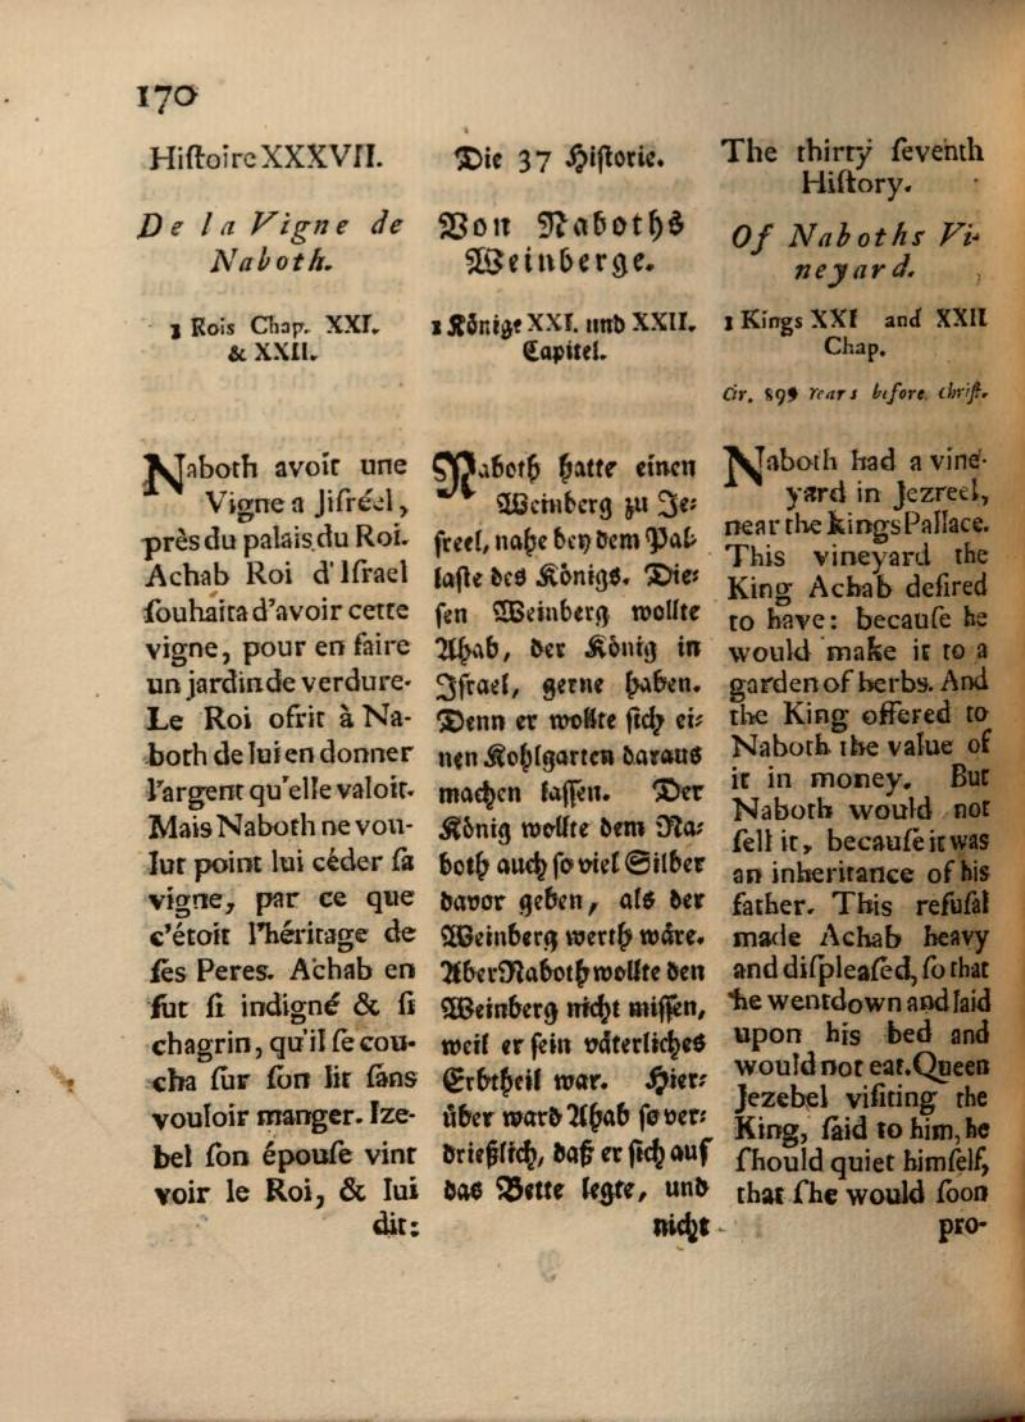 170
Hiſtoire XXXVII.
De la Vigne de
Naboth.
1 Rois Chap. XXI.
& XXII.
Naboth avoit une
Vigne a Jiſréel,
près du palais du Roi.
Achab Roi d'Iſrael
ſouhaita d'avoir cette
vigne, pour en faire
un jardin de verdure.
Le Roi ofrit à Na-
both de lui en donner
l'argent qu'elle valoit.
Mais Naboth ne vou-
lut point lui céder ſa
vigne, par ce que
c'étoit l'héritage de
ſes Peres. Achab en
fut ſi indigné & ſi
chagrin, qu'il ſe cou-
cha ſur ſon lit ſans
vouloir manger. Ize-
bel ſon épouſe vint
voir le Roi, & lui
dit:
Die 37 Hiſtorie.
Von Naboths
Weinberge.
1 Könige XXI. und XXII.
Capitel.
Naboth hatte einen
Weinberg zu Je-
ſreel, nahe bey dem Pal-
laſte des Königs. Die-
ſen Weinberg wollte
Ahab, der König in
Iſrael, gerne haben.
Denn er wollte ſich ei-
nen Kohlgarten daraus
machen laſſen. Der
König wollte dem Na-
both auch ſo viel Silber
davor geben, als der
Weinberg werth wäre.
Aber Naboth wollte den
Weinberg nicht miſſen,
weil er ſein väterliches
Erbtheil war. Hier-
über ward Ahab ſo ver-
drießlich, daß er ſich auf
das Bette legte, und
nicht
The thirty ſeventh
Hiſtory.
Of Naboths Vi-
neyard.
1 Kings XXI and XXII
Chap.
Cir. 899 Years before chriſt.
Naboth had a vine-
yard in Jezreel,
near the kings Pallace.
This vineyard the
King Achab deſired
to have: becauſe he
would make it to a
garden of herbs. And
the King offered to
Naboth the value of
it in money. But
Naboth would not
ſell it, becauſe it was
an inheritance of his
father. This refuſal
made Achab heavy
and diſpleaſed, ſo that
he went down and laid
upon his bed and
would not eat. Queen
Jezebel viſiting the
King, ſaid to him, he
ſhould quiet himſelf,
that ſhe would ſoon
pro-